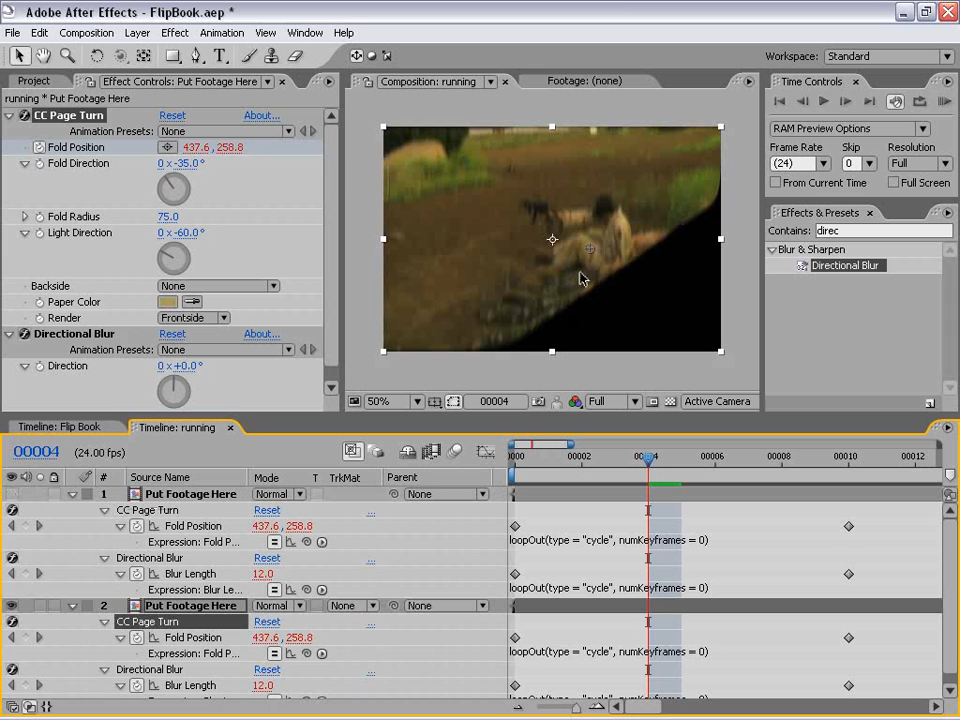 Adobe After Effects - FlipBook.aep *
File Edit Composition Layer Effect Animation View Window Help
Workspace: Standard
Project Effect Controls: Put Footage Here
running * Put Footage Here
CC Page Turn Reset About...
Animation Presets: None
Fold Position 437.6, 258.8
Fold Direction
0 x-35.0°
Fold Radius 75.0
Light Direction 0 x-60.0°
Backside None
Paper Color
Render Frontside
Directional Blur Reset About...
Animation Presets: None
Direction 0 x+0.0°
Composition: running Footage: (none)
50% 00004 Full Active Camera
Time Controls
RAM Preview Options
Frame Rate Skip Resolution
(24) 0 Full
From Current Time Full Screen
Effects & Presets
Contains: direc
Blur & Sharpen
Directional Blur
Timeline: Flip Book Timeline: running
00004 (24.00 fps)
0000 00002 00004 00006 00008 00010 00012
# Source Name Mode T TrkMat Parent
1 Put Footage Here Normal None
CC Page Turn Reset ...
Fold Position 437.6, 258.8
Expression: Fold P... loopOut(type = "cycle", numKeyframes = 0)
Directional Blur Reset ...
Blur Length 12.0
Expression: Blur Le... loopOut(type = "cycle", numKeyframes = 0)
2 Put Footage Here Normal None None
CC Page Turn Reset ...
Fold Position 437.6, 258.8
Expression: Fold P... loopOut(type = "cycle", numKeyframes = 0)
Directional Blur Reset ...
Blur Length 12.0